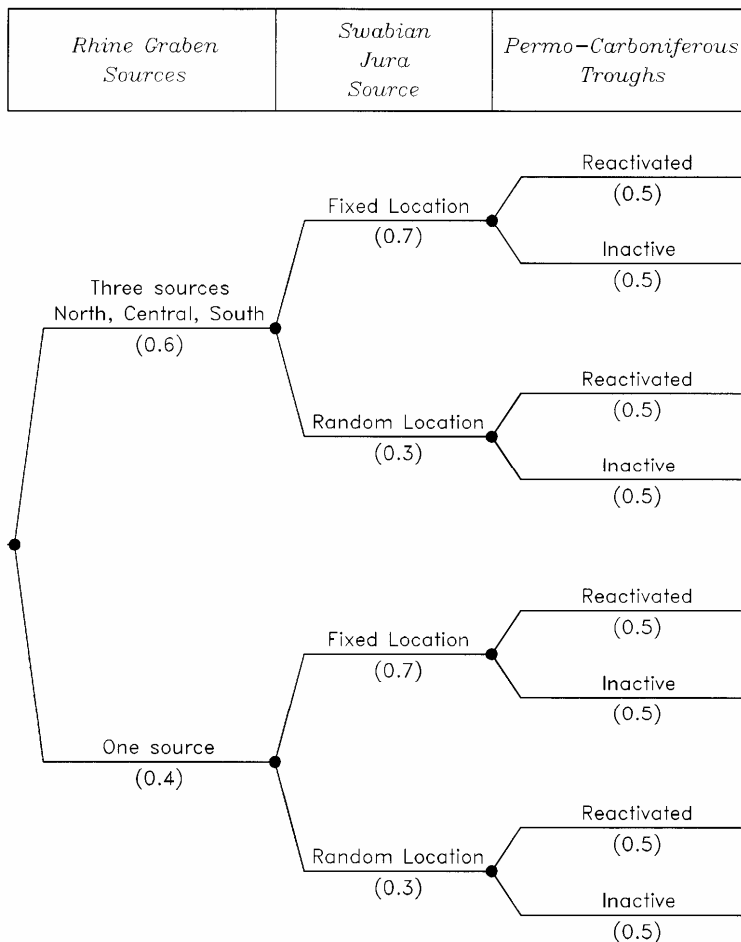 Rhine Graben
Sources
Swabian
Jura
Source
Permo-Carboniferous
Troughs
Three sources
North, Central, South
(0.6)
Fixed Location
(0.7)
Reactivated
(0.5)
Inactive
(0.5)
Random Location
(0.3)
Reactivated
(0.5)
Inactive
(0.5)
One source
(0.4)
Fixed Location
(0.7)
Reactivated
(0.5)
Inactive
(0.5)
Random Location
(0.3)
Reactivated
(0.5)
Inactive
(0.5)